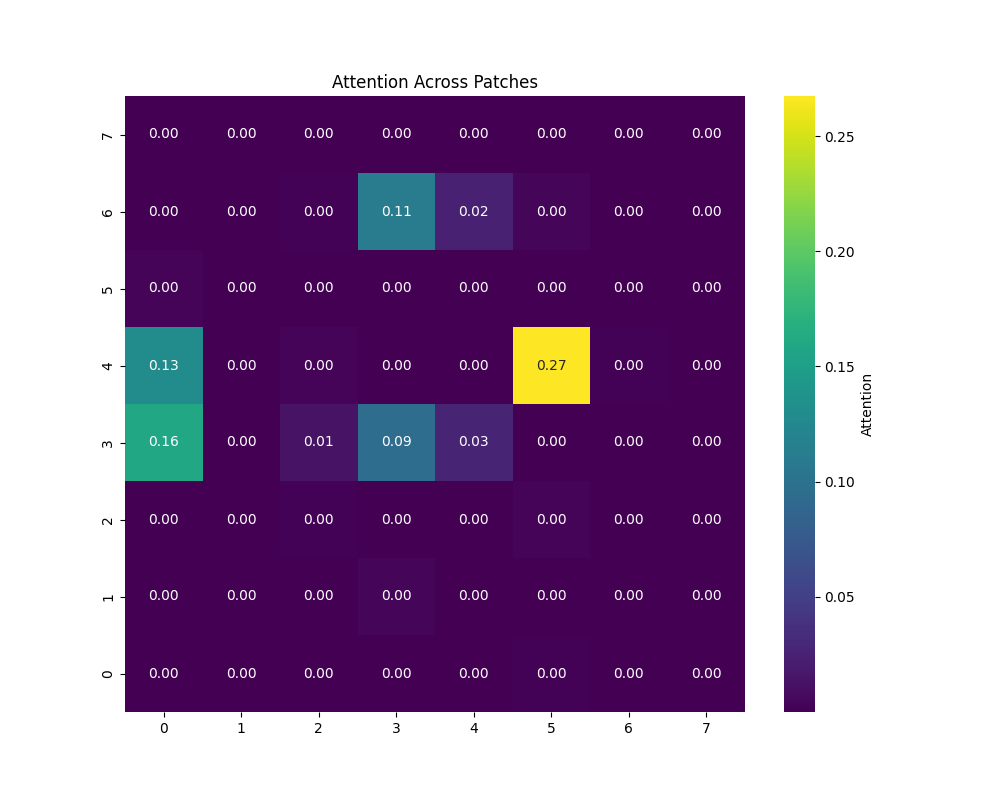 Attention Across Patches
7 0.00 0.00 0.00 0.00 0.00 0.00 0.00 0.00
6 0.00 0.00 0.00 0.11 0.02 0.00 0.00 0.00
5 0.00 0.00 0.00 0.00 0.00 0.00 0.00 0.00
4 0.13 0.00 0.00 0.00 0.00 0.27 0.00 0.00
3 0.16 0.00 0.01 0.09 0.03 0.00 0.00 0.00
2 0.00 0.00 0.00 0.00 0.00 0.00 0.00 0.00
1 0.00 0.00 0.00 0.00 0.00 0.00 0.00 0.00
0 0.00 0.00 0.00 0.00 0.00 0.00 0.00 0.00
0 1 2 3 4 5 6 7
0.25
0.20
0.15
0.10
0.05
Attention